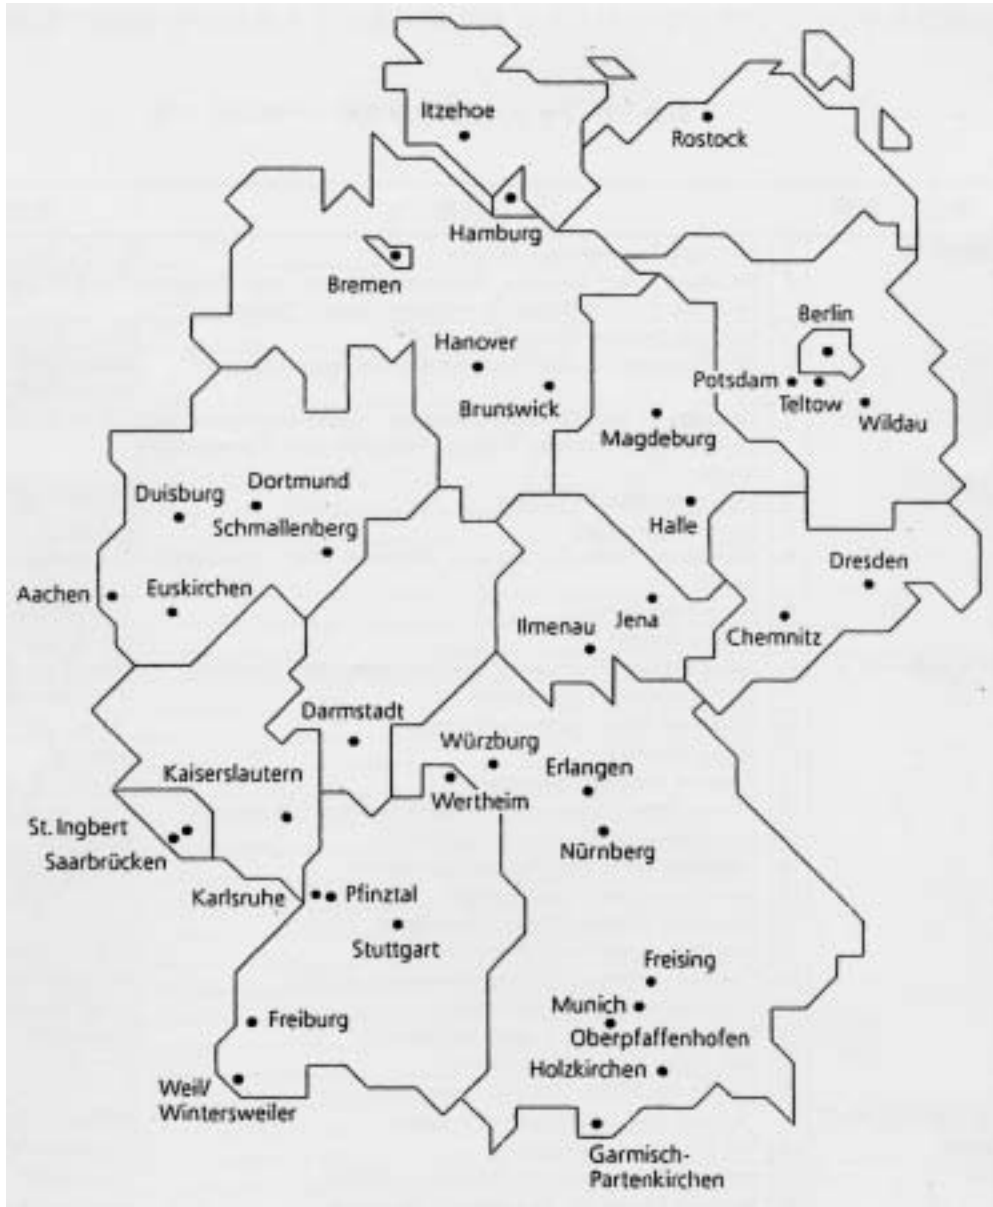 Itzehoe
Rostock
Hamburg
Bremen
Berlin
Hanover
Potsdam
Teltow
Brunswick
Wildau
Magdeburg
Dortmund
Duisburg
Halle
Schmallenberg
Dresden
Aachen
Euskirchen
Jena
Ilmenau
Chemnitz
Darmstadt
Würzburg
Erlangen
Kaiserslautern
Wertheim
St. Ingbert
Nürnberg
Saarbrücken
Karlsruhe
Pfinztal
Stuttgart
Freising
Munich
Freiburg
Oberpfaffenhofen
Holzkirchen
Weil/
Wintersweiler
Garmisch-
Partenkirchen